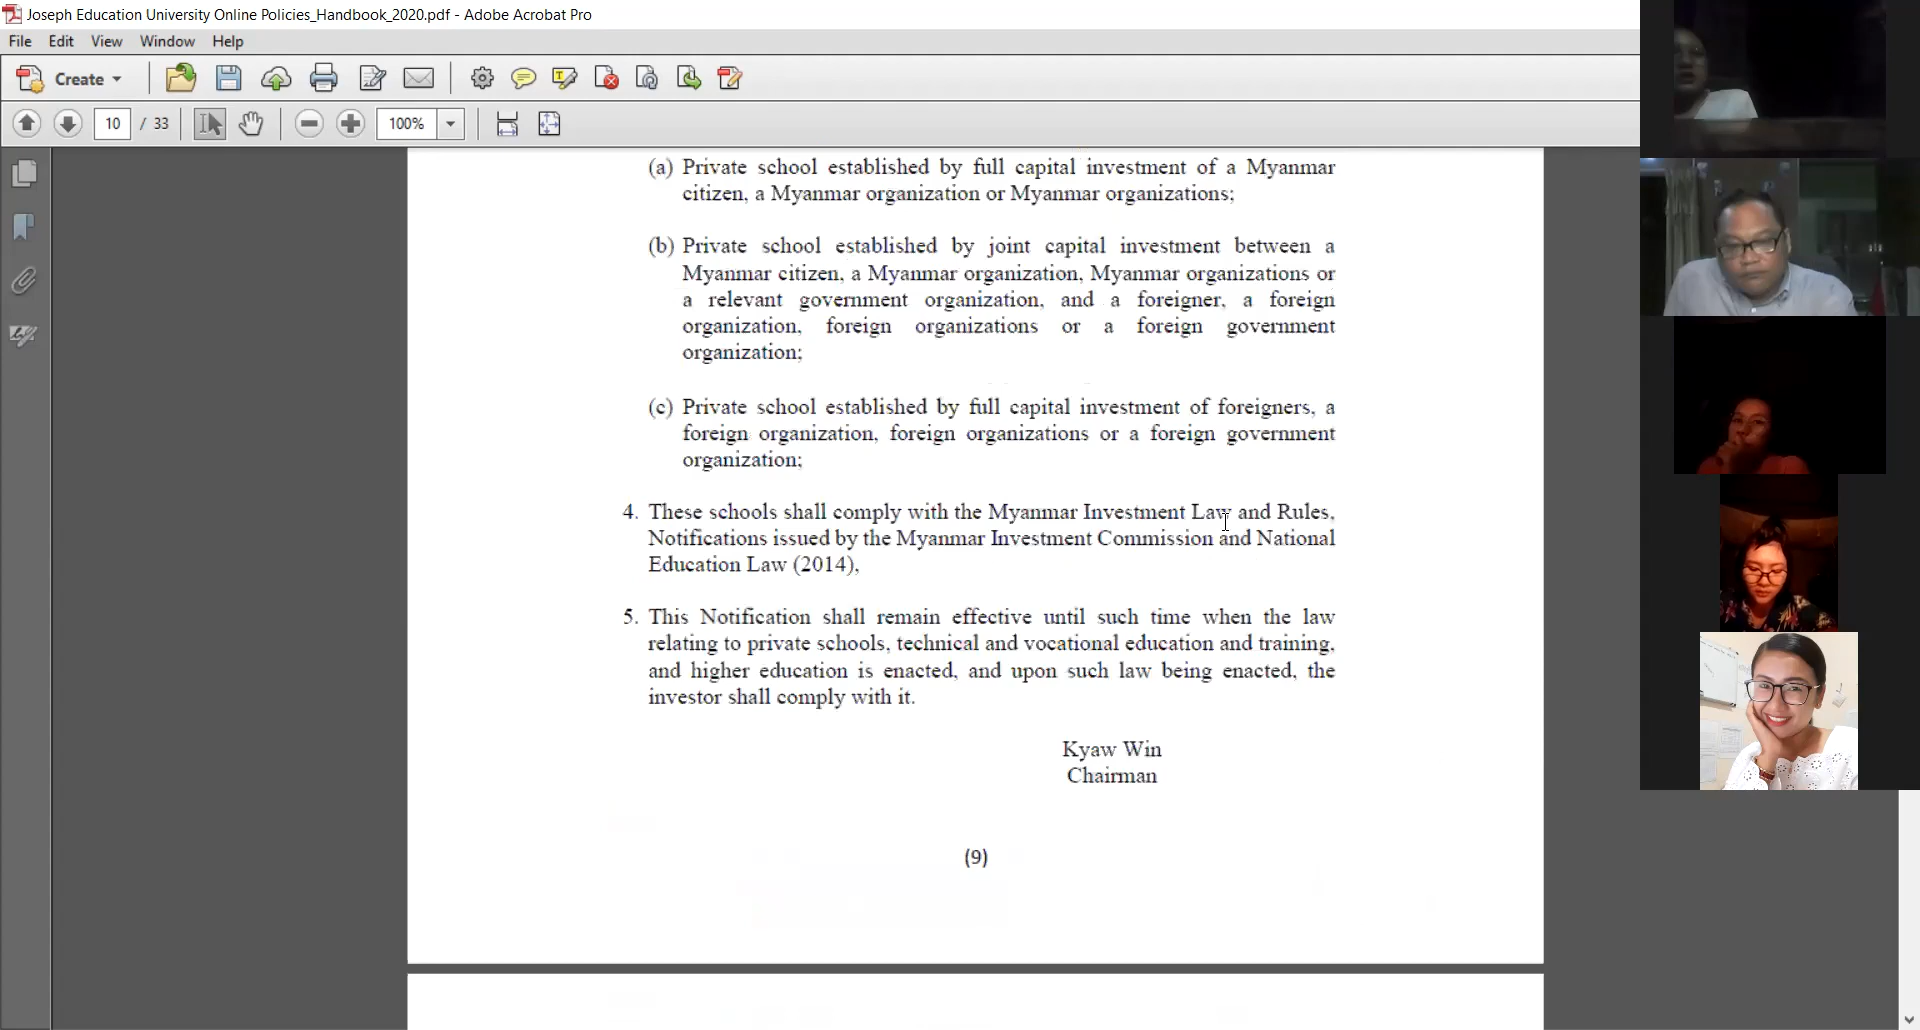 Joseph Education University Online Policies_Handbook_2020.pdf - Adobe Acrobat Pro
File Edit View Window Help
Create
10 / 33 100%
(a) Private school established by full capital investment of a Myanmar
citizen, a Myanmar organization or Myanmar organizations;
(b) Private school established by joint capital investment between a
Myanmar citizen, a Myanmar organization, Myanmar organizations or
a relevant government organization, and a foreigner, a foreign
organization, foreign organizations or a foreign government
organization;
(c) Private school established by full capital investment of foreigners, a
foreign organization, foreign organizations or a foreign government
organization;
4. These schools shall comply with the Myanmar Investment Law and Rules,
Notifications issued by the Myanmar Investment Commission and National
Education Law (2014),
5. This Notification shall remain effective until such time when the law
relating to private schools, technical and vocational education and training,
and higher education is enacted, and upon such law being enacted, the
investor shall comply with it.
Kyaw Win
Chairman
(9)